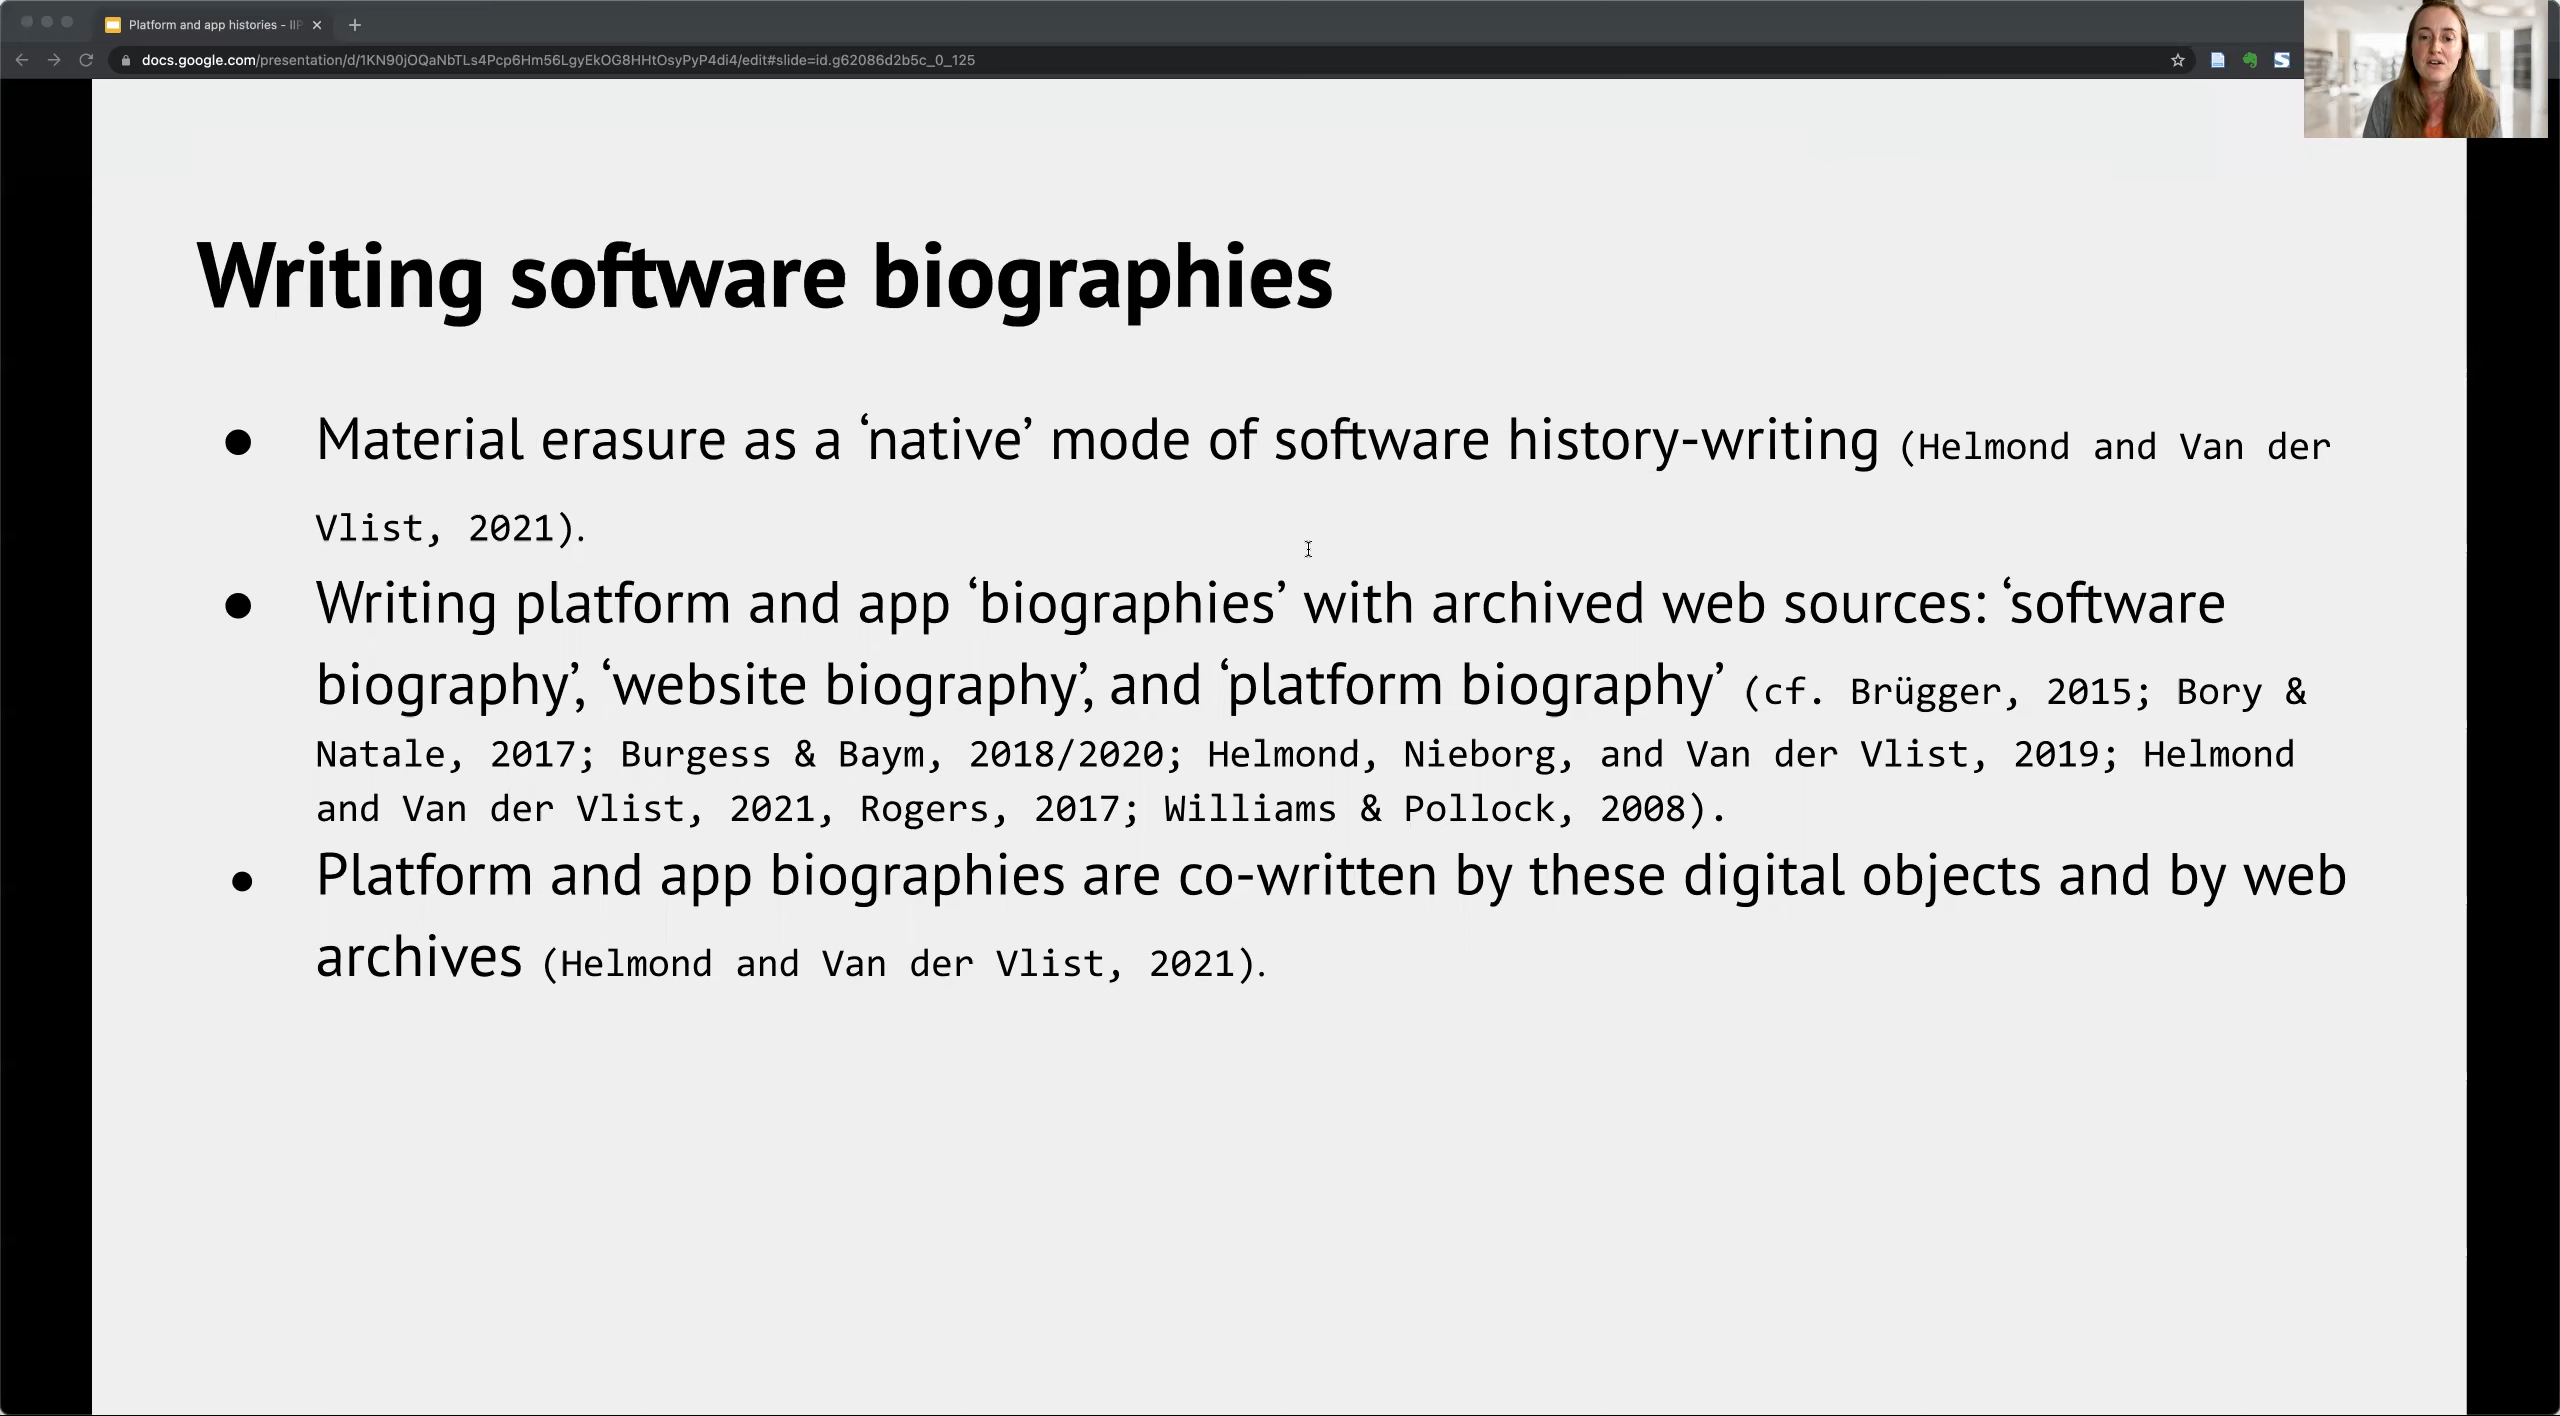 Platform and app histories - IIP
docs.google.com/presentation/d/1KN90jOQaNbTLs4Pcp6Hm56LgyEkOG8HHtOsyPyP4di4/edit#slide=id.g62086d2b5c_0_125
Writing software biographies
● Material erasure as a ‘native’ mode of software history-writing (Helmond and Van der
Vlist, 2021).
● Writing platform and app ‘biographies’ with archived web sources: ‘software
biography’, ‘website biography’, and ‘platform biography’ (cf. Brügger, 2015; Bory &
Natale, 2017; Burgess & Baym, 2018/2020; Helmond, Nieborg, and Van der Vlist, 2019; Helmond
and Van der Vlist, 2021, Rogers, 2017; Williams & Pollock, 2008).
● Platform and app biographies are co-written by these digital objects and by web
archives (Helmond and Van der Vlist, 2021).